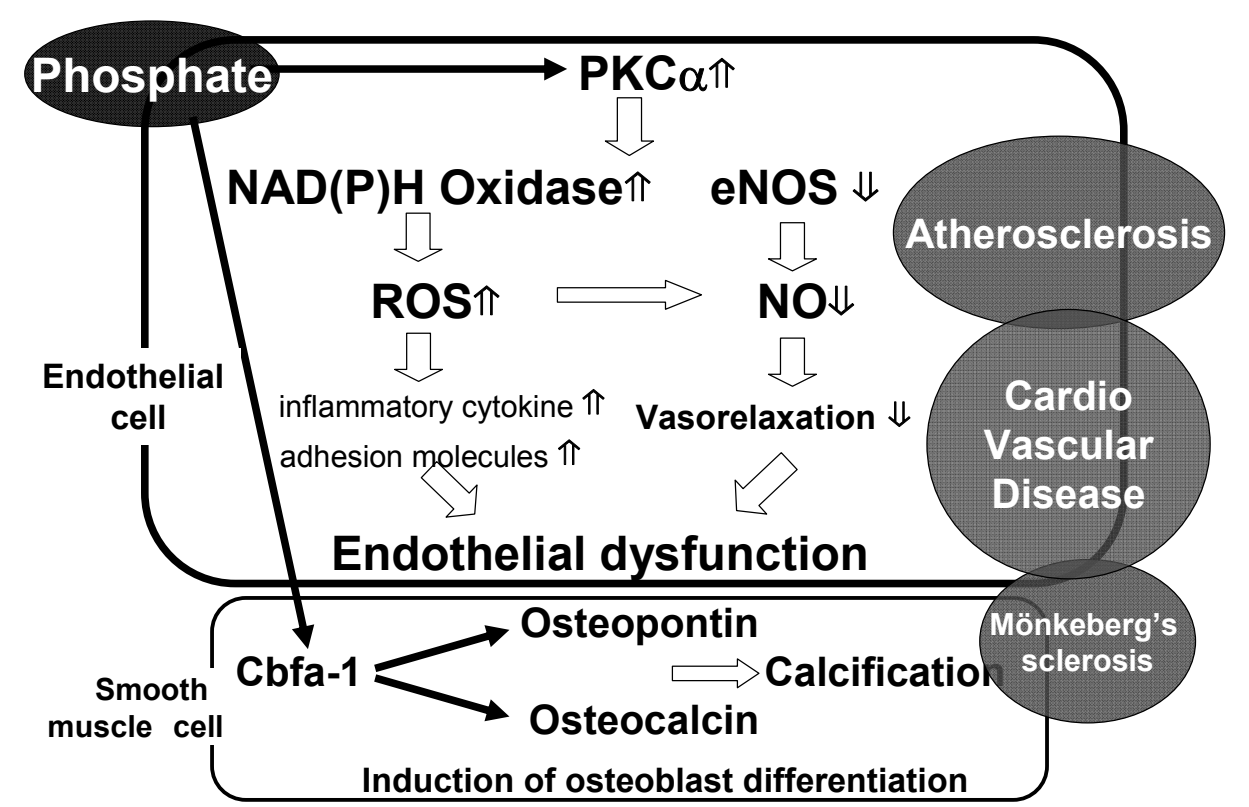 Phosphate
PKCα⇑
NAD(P)H Oxidase⇑
eNOS ⇓
Atherosclerosis
ROS⇑
NO⇓
Endothelial
cell
inflammatory cytokine ⇑
adhesion molecules ⇑
Vasorelaxation ⇓
Cardio
Vascular
Disease
Endothelial dysfunction
Osteopontin
Mönkeberg's
sclerosis
Cbfa-1
Calcification
Smooth
muscle cell
Osteocalcin
Induction of osteoblast differentiation